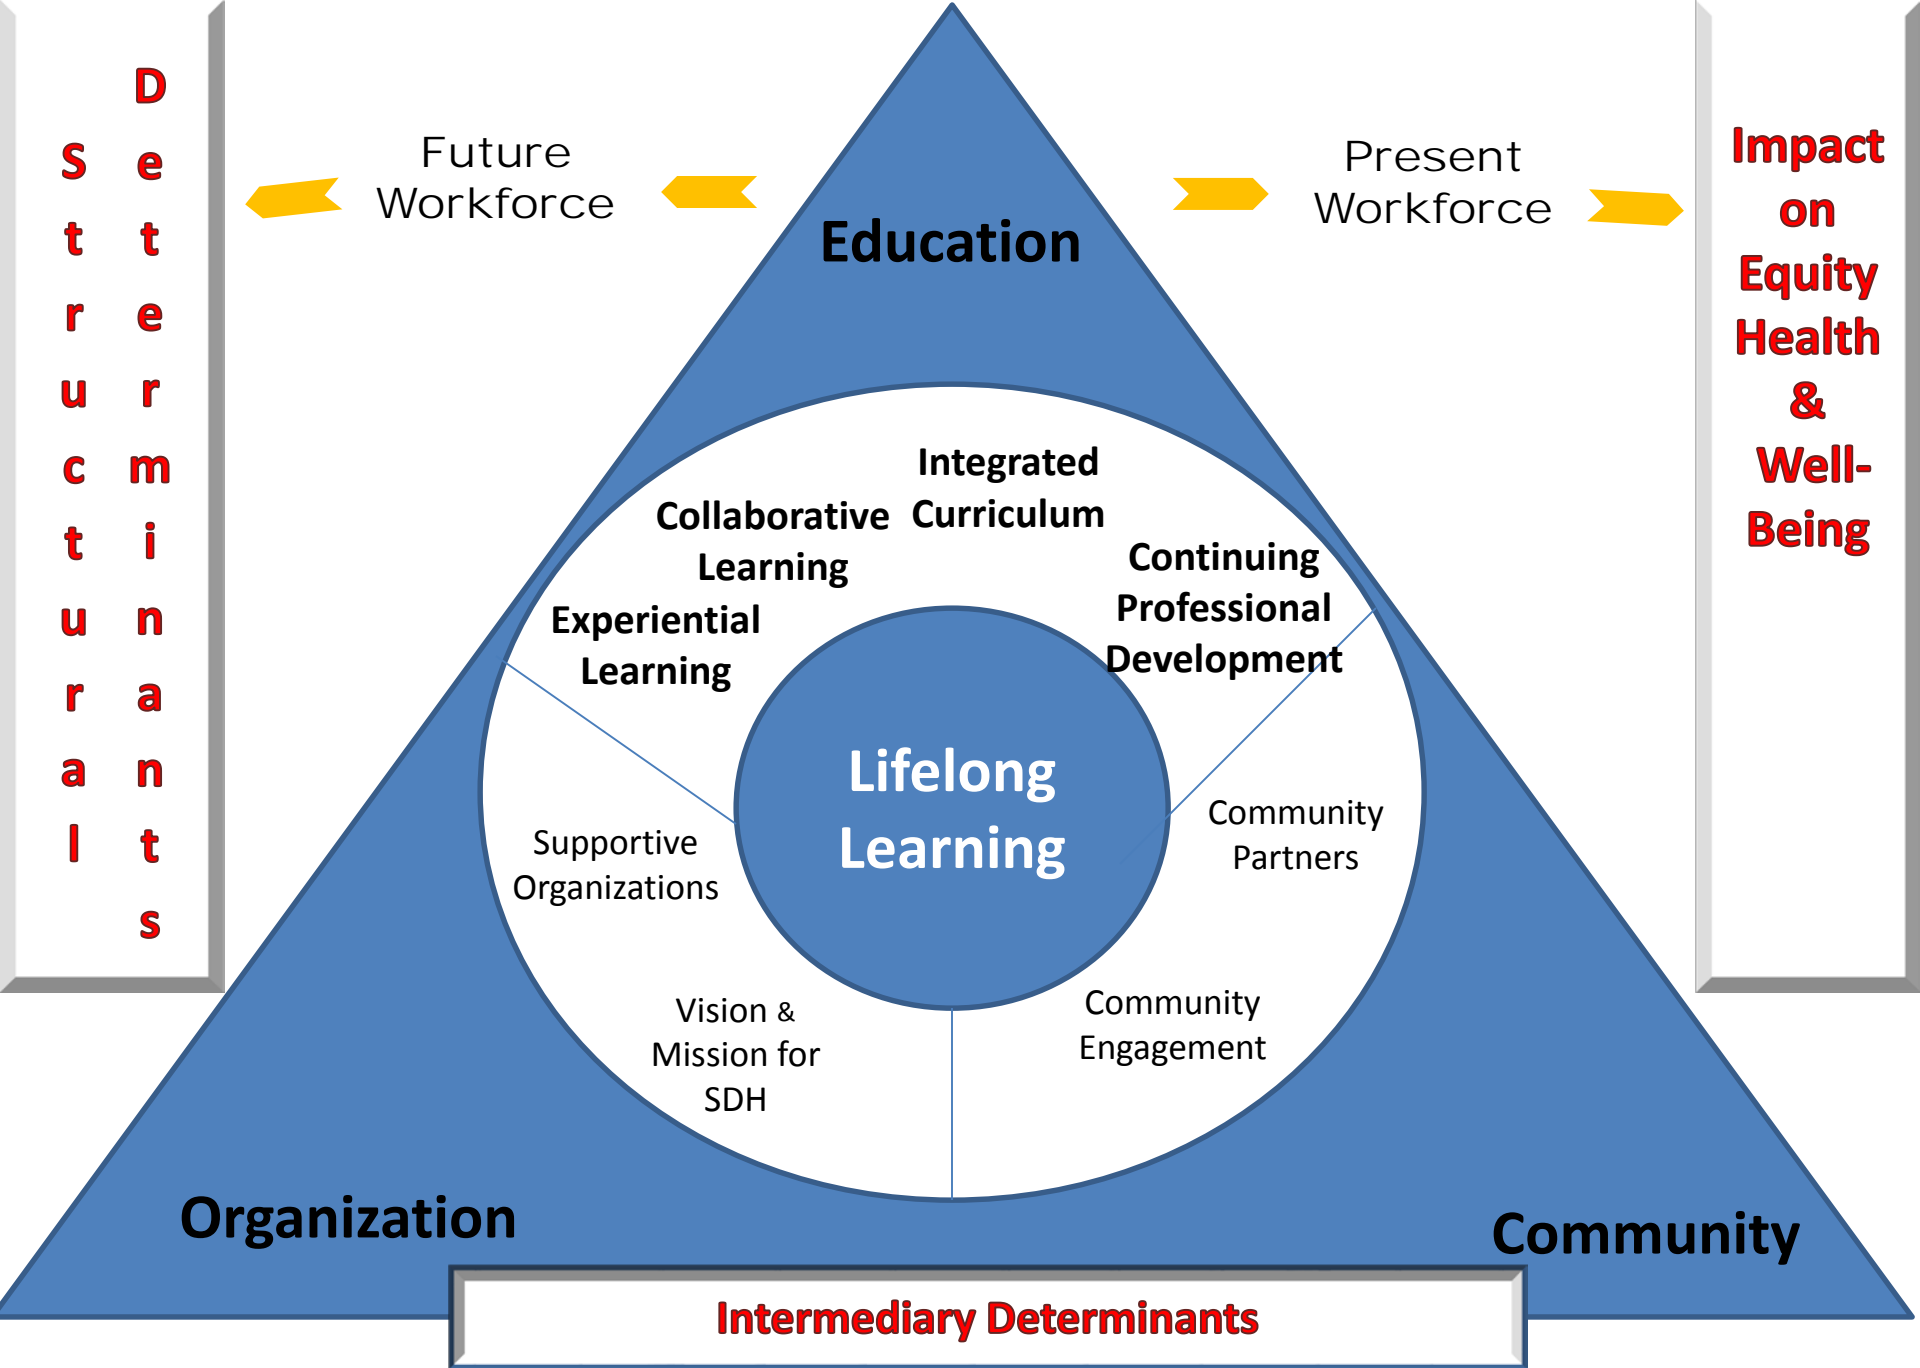 Structural
Determinants
Future
Workforce
Present
Workforce
Impact
on
Equity
Health
&
Well-
Being
Education
Integrated
Curriculum
Collaborative
Learning
Continuing
Professional
Development
Experiential
Learning
Lifelong
Learning
Supportive
Organizations
Community
Partners
Vision &
Mission for
SDH
Community
Engagement
Organization
Community
Intermediary Determinants